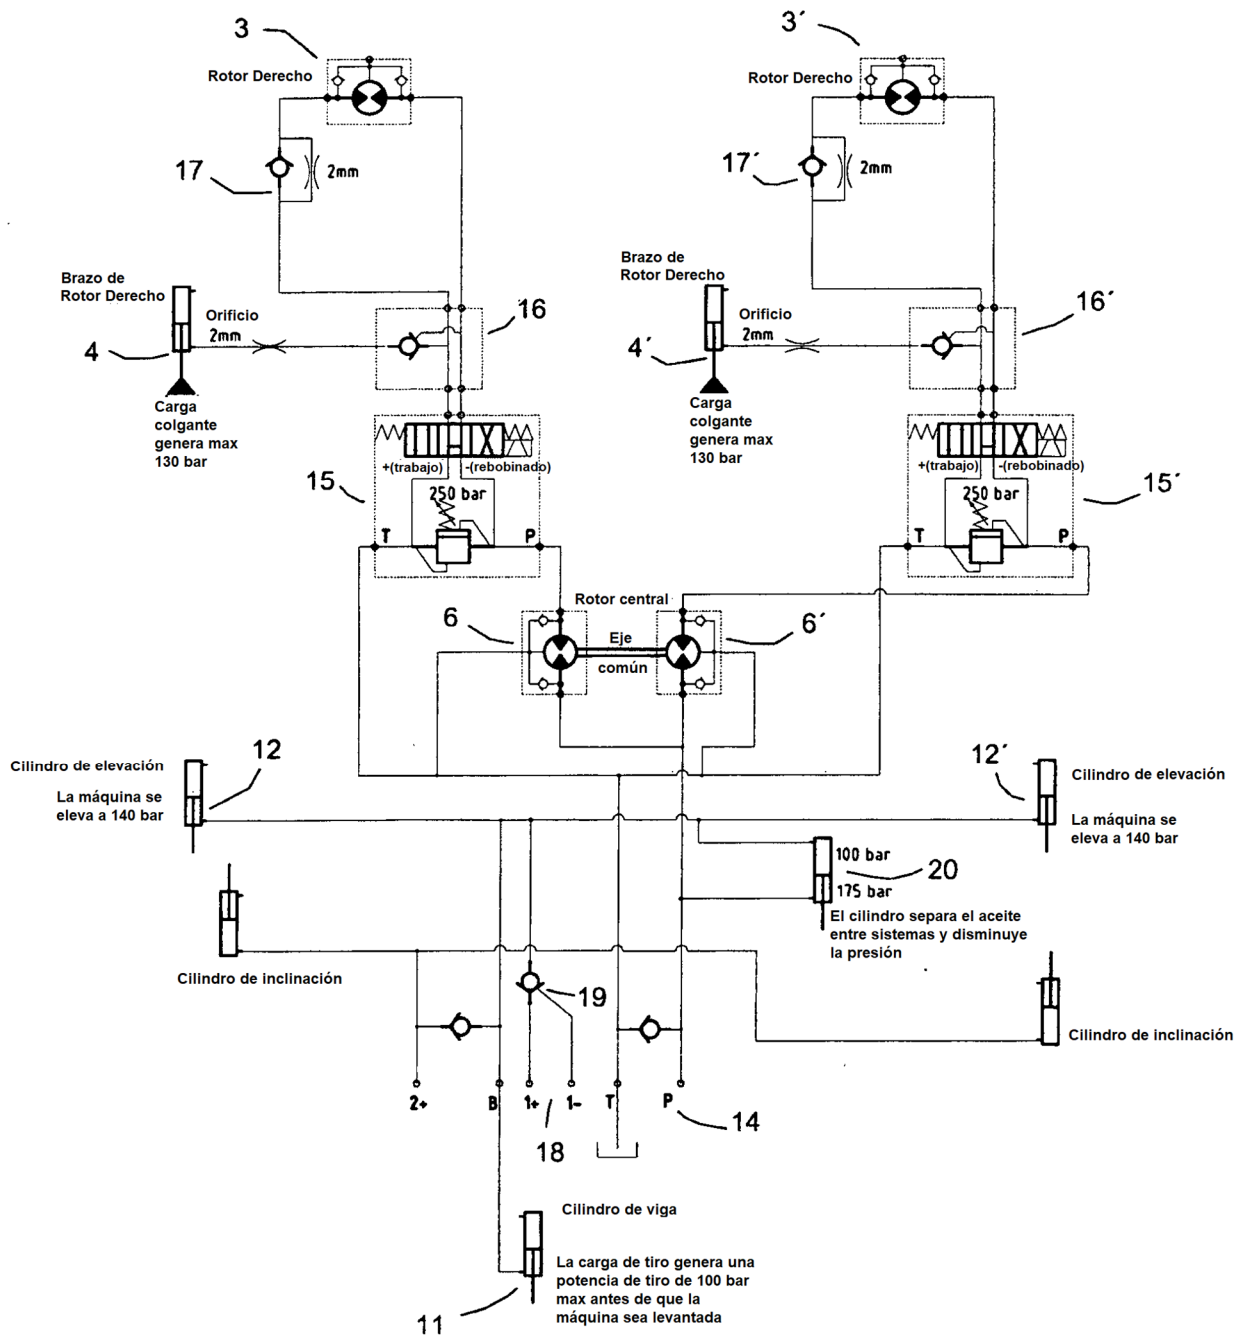 3
3´
Rotor Derecho
Rotor Derecho
17
2mm
17´
2mm
Brazo de
Rotor Derecho
Orificio
2mm
4
16
Brazo de
Rotor Derecho
Orificio
2mm
4´
16´
Carga
colgante
genera max
130 bar
Carga
colgante
genera max
130 bar
+(trabajo)
-(rebobinado)
+(trabajo)
-(rebobinado)
15
250 bar
T
P
250 bar
T
P
15´
Rotor central
6
Eje
común
6´
12
Cilindro de elevación
La máquina se
eleva a 140 bar
12´
Cilindro de elevación
La máquina se
eleva a 140 bar
100 bar
175 bar
20
El cilindro separa el aceite
entre sistemas y disminuye
la presión
Cilindro de inclinación
19
Cilindro de inclinación
2+
B
1+
1-
T
P
18
14
Cilindro de viga
La carga de tiro genera una
potencia de tiro de 100 bar
max antes de que la
máquina sea levantada
11